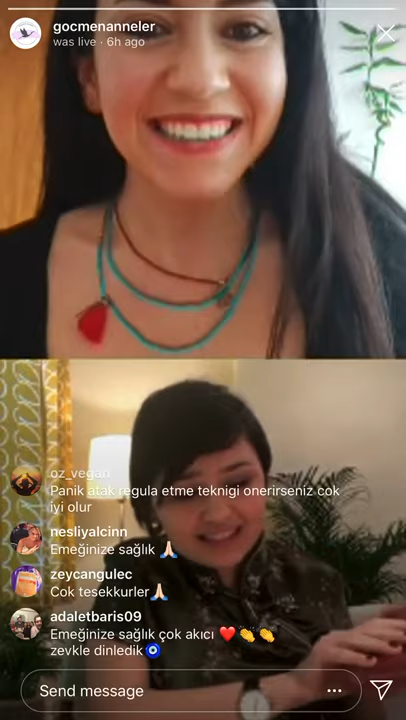 gocmenanneler
was live · 6h ago
oz_vegan
Panik atak regula etme teknigi onerirseniz cok
iyi olur
nesliyalcinn
Emeğinize sağlık 🙏🏻
zeycangulec
Cok tesekkurler🙏🏻
adaletbaris09
Emeğinize sağlık çok akıcı ❤️👏👏
zevkle dinledik🧿
Send message